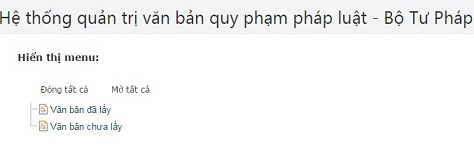 Hệ thống quản trị văn bản quy phạm pháp luật - Bộ Tư Pháp
Hiển thị menu:
Đóng tất cả Mở tất cả
Văn bản đã lấy
Văn bản chưa lấy